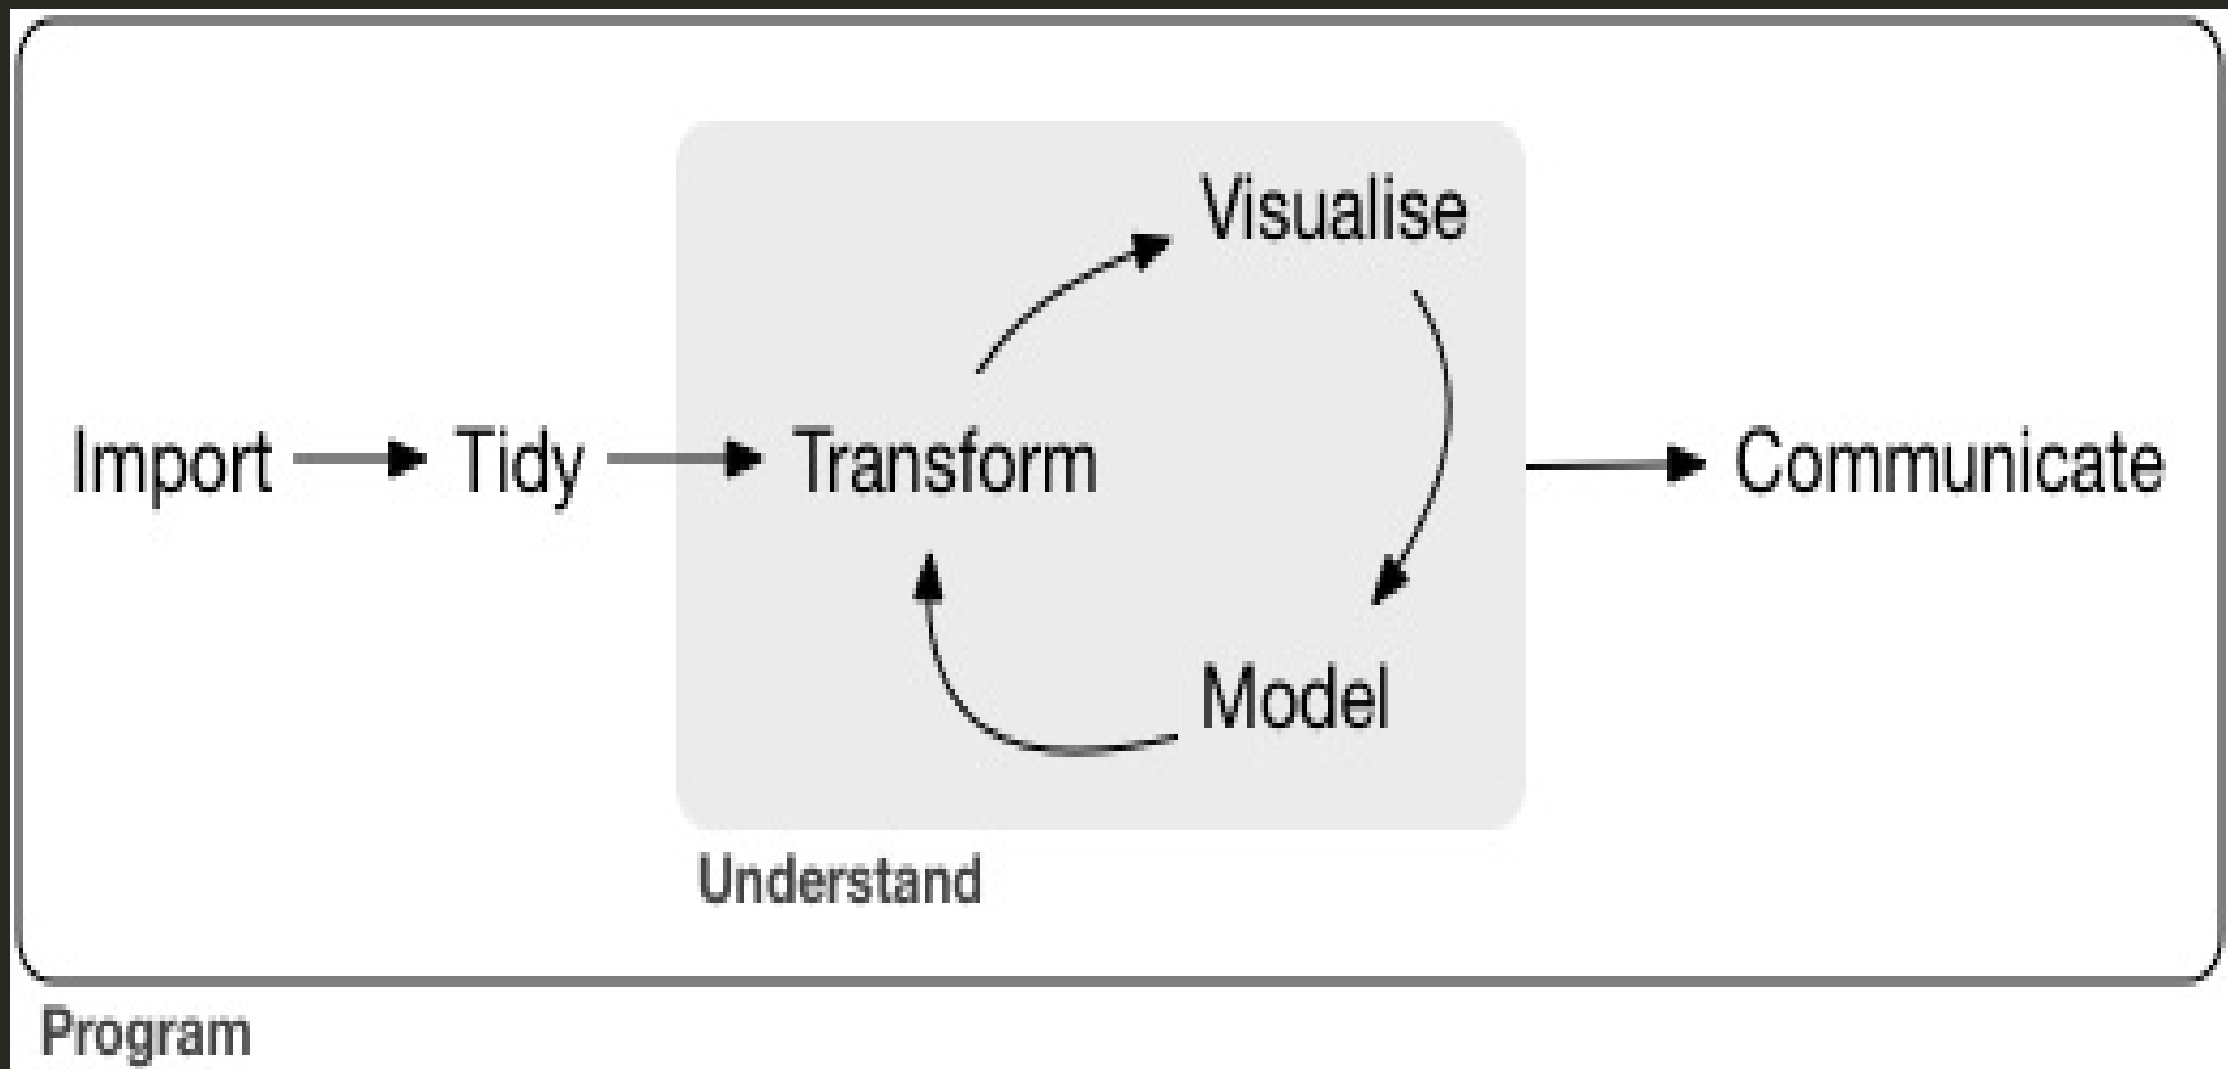 Visualise
Import Tidy Transform Communicate
Model
Understand
Program